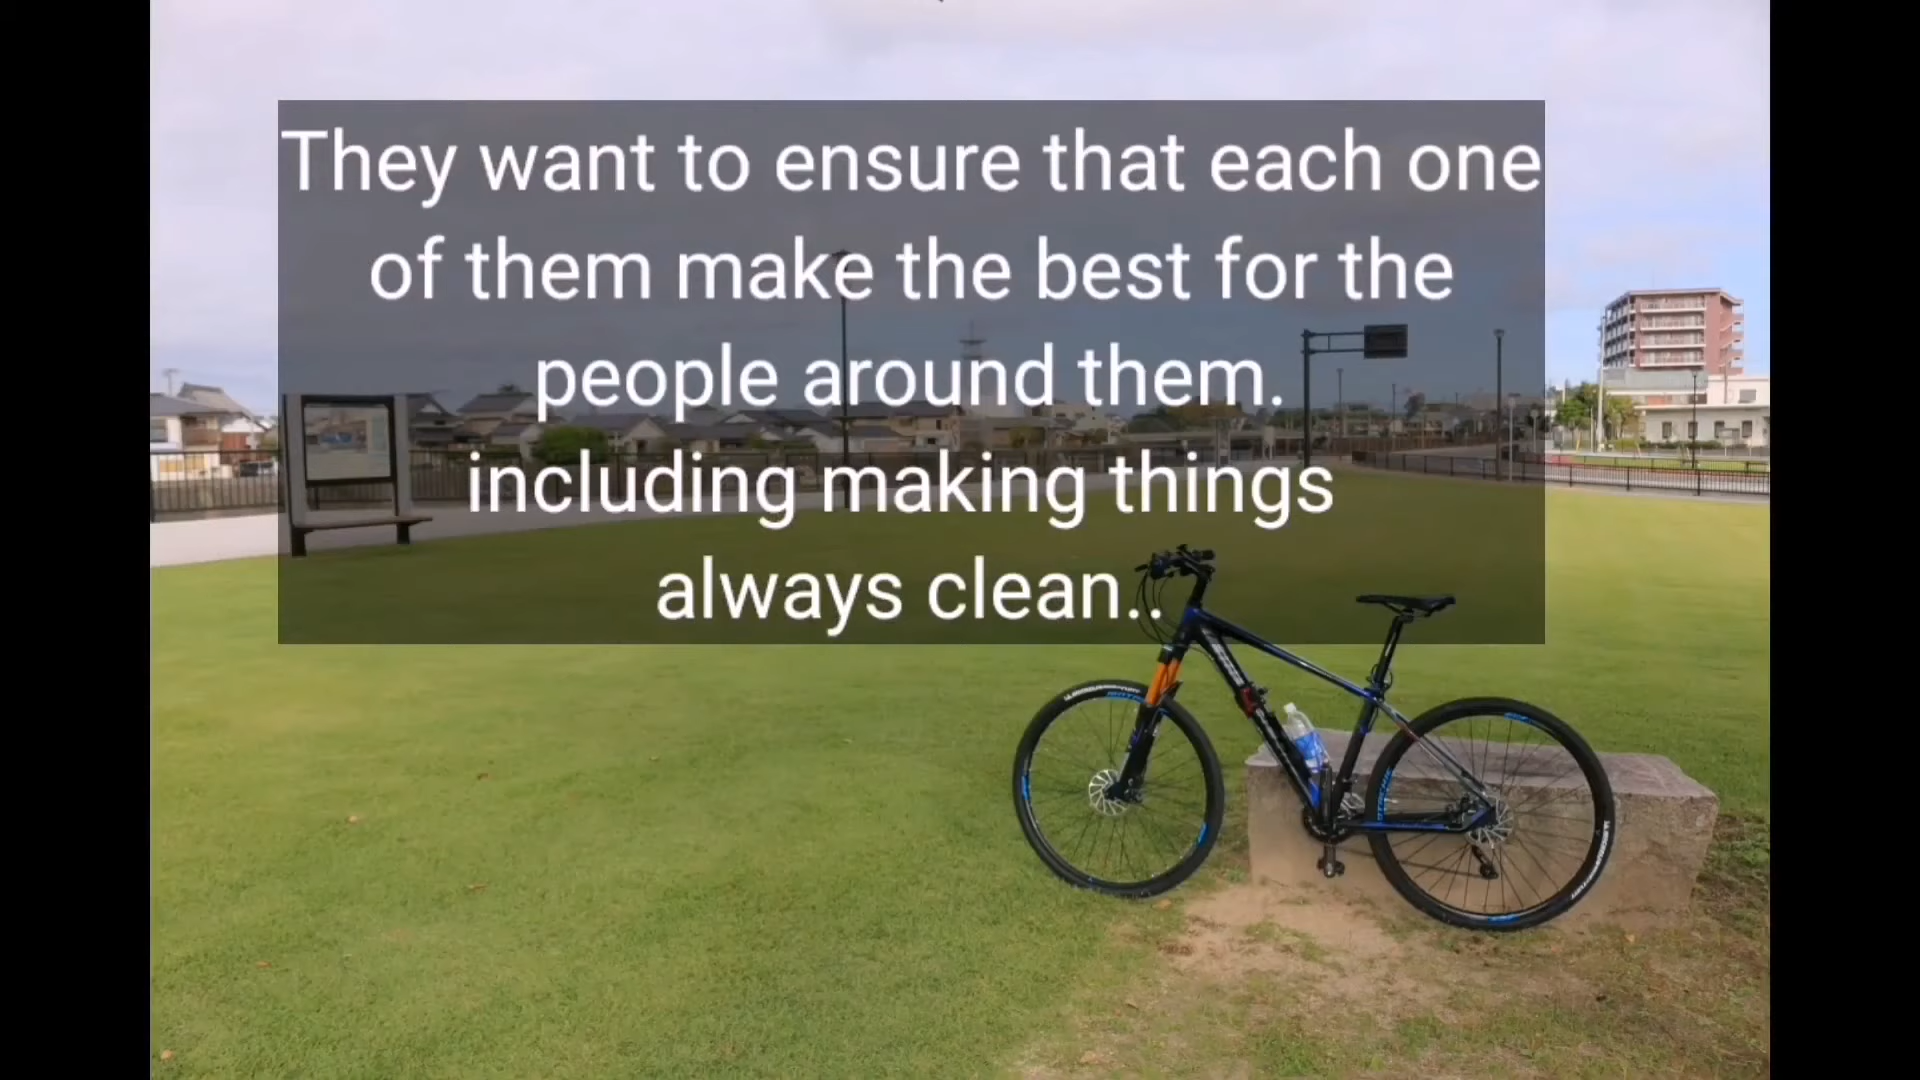 They want to ensure that each one
of them make the best for the
people around them.
including making things
always clean..